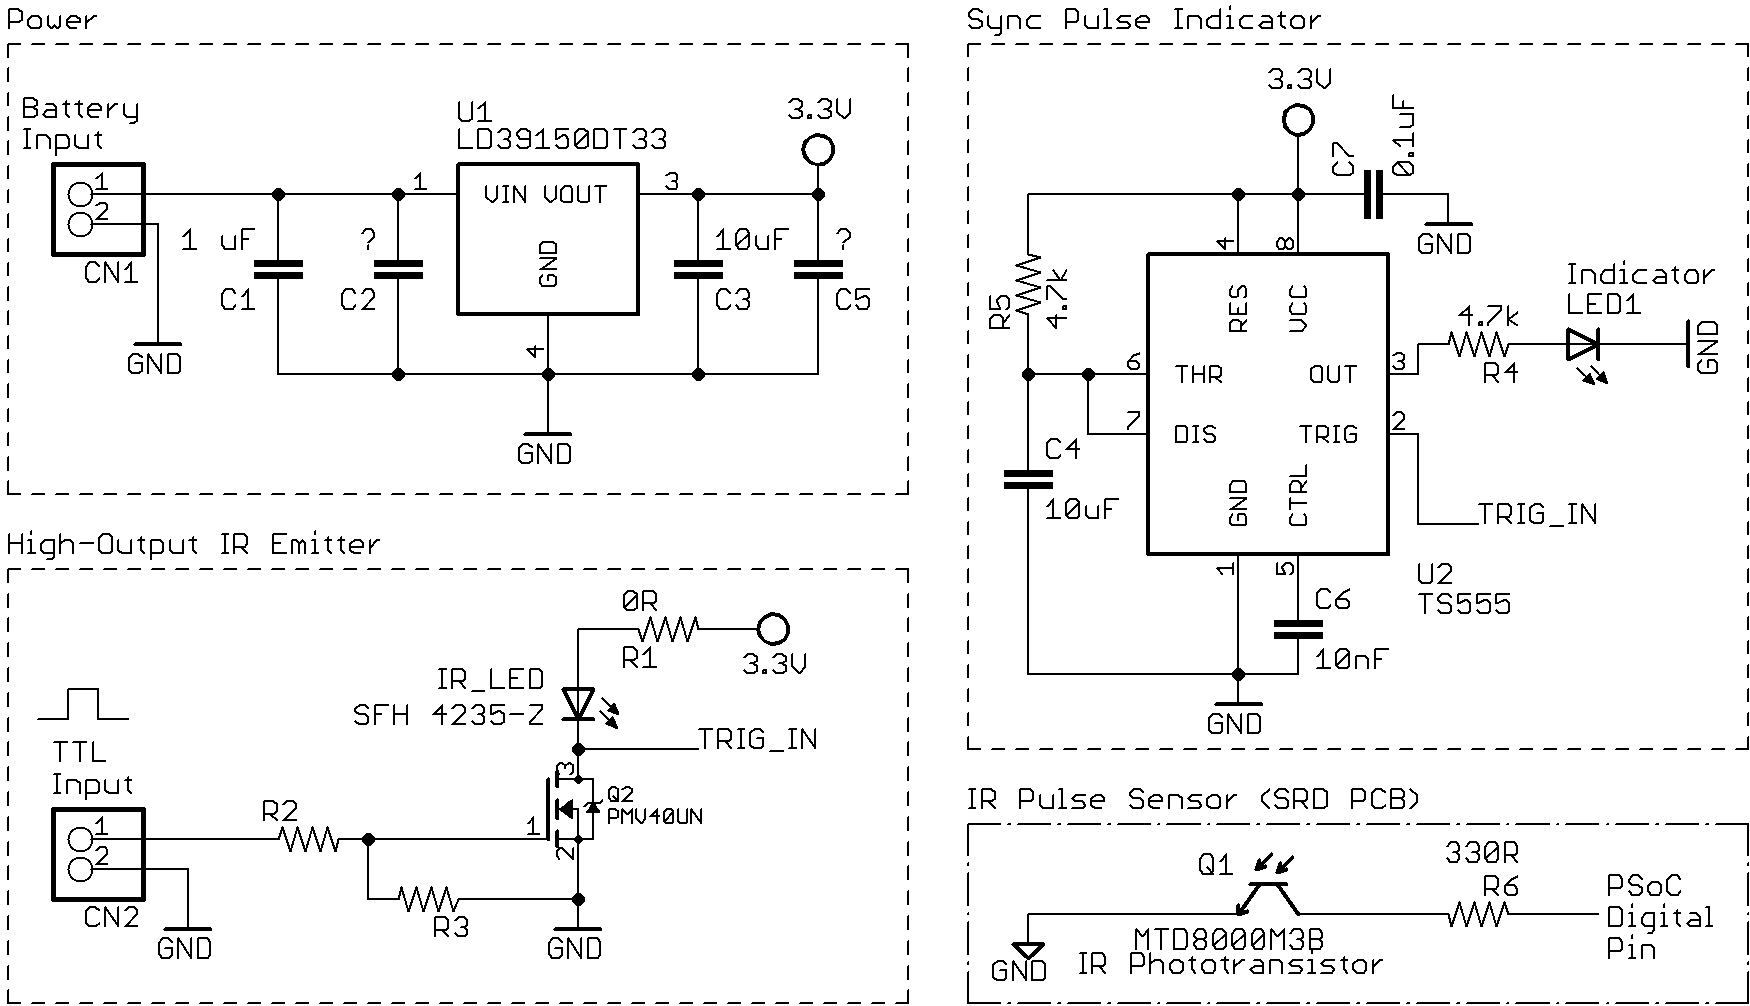 Power
Battery
Input
1
2
CN1
GND
1 uF
C1
?
C2
U1
LD39150DT33
1
VIN VOUT
3
GND
4
GND
10uF
C3
3.3V
?
C5
High-Output IR Emitter
TTL
Input
1
2
CN2
GND
R2
R3
0R
R1
3.3V
IR_LED
SFH 4235-Z
TRIG_IN
3
Q2
PMV40UN
1
2
GND
Sync Pulse Indicator
3.3V
C7
0.1uF
GND
R5
4.7k
4
8
RES
VCC
6
THR
7
DIS
OUT
3
TRIG
2
GND
CTRL
1
5
C4
10uF
4.7k
R4
Indicator
LED1
GND
TRIG_IN
U2
TS555
C6
10nF
GND
IR Pulse Sensor (SRD PCB)
Q1
MTD8000M3B
IR Phototransistor
GND
330R
R6
PSoC
Digital
Pin